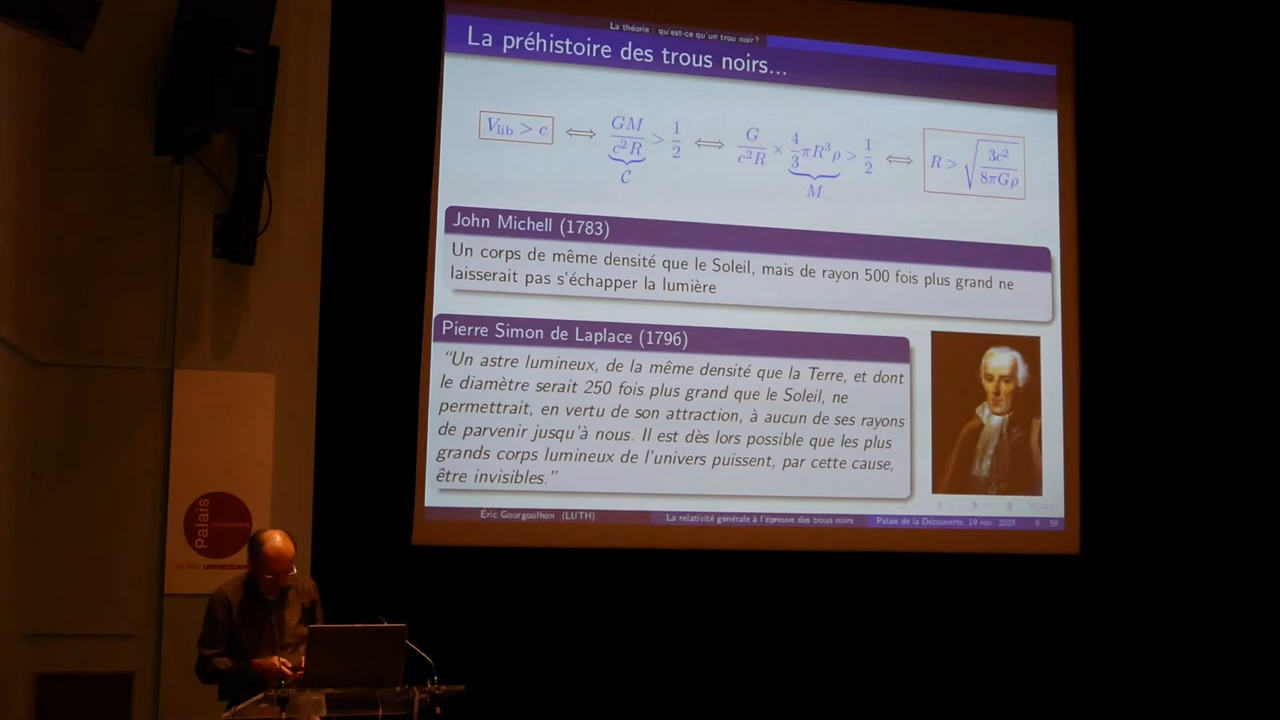 La théorie : qu'est-ce qu'un trou noir ?
La préhistoire des trous noirs...
V_lib > c ⟺ GM/(c²R) > 1/2 ⟺ G/(c²R) × 4/3 πR³ρ > 1/2 ⟺ R > √(3c²/(8πGρ))
C M
John Michell (1783)
Un corps de même densité que le Soleil, mais de rayon 500 fois plus grand ne
laisserait pas s'échapper la lumière
Pierre Simon de Laplace (1796)
"Un astre lumineux, de la même densité que la Terre, et dont
le diamètre serait 250 fois plus grand que le Soleil, ne
permettrait, en vertu de son attraction, à aucun de ses rayons
de parvenir jusqu'à nous. Il est dès lors possible que les plus
grands corps lumineux de l'univers puissent, par cette cause,
être invisibles."
Éric Gourgoulhon (LUTH) La relativité générale à l'épreuve des trous noirs Palais de la Découverte, 19 nov. 2015 6 59
Palais
DÉCOUVERTE